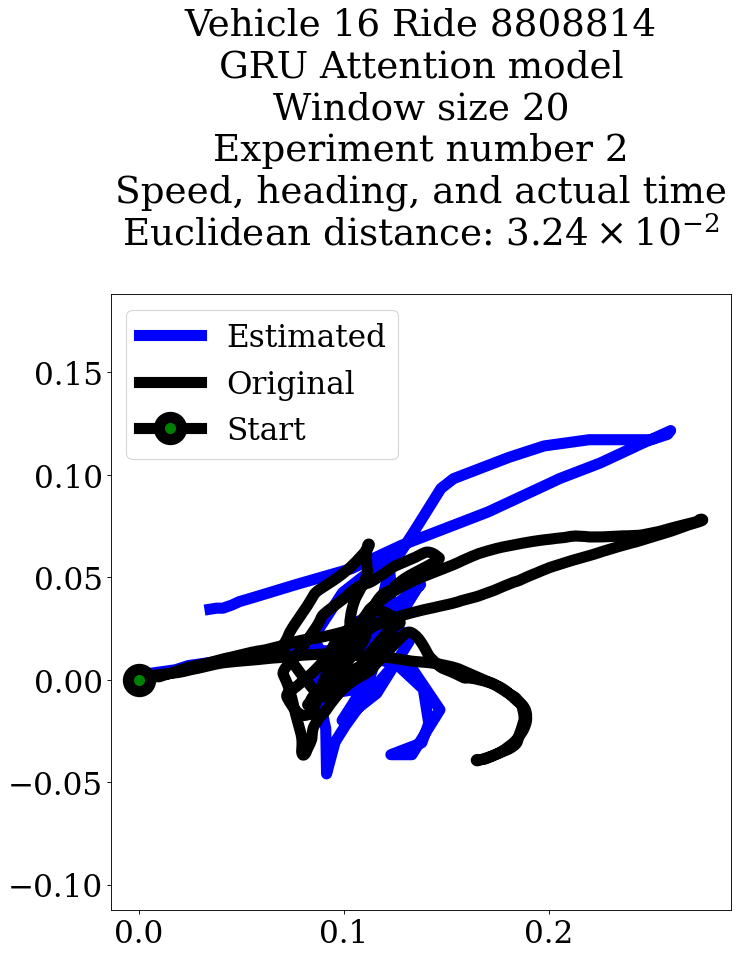 Vehicle 16 Ride 8808814
GRU Attention model
Window size 20
Experiment number 2
Speed, heading, and actual time
Euclidean distance: 3.24 × 10⁻²
Estimated
Original
Start
0.15
0.10
0.05
0.00
−0.05
−0.10
0.0 0.1 0.2